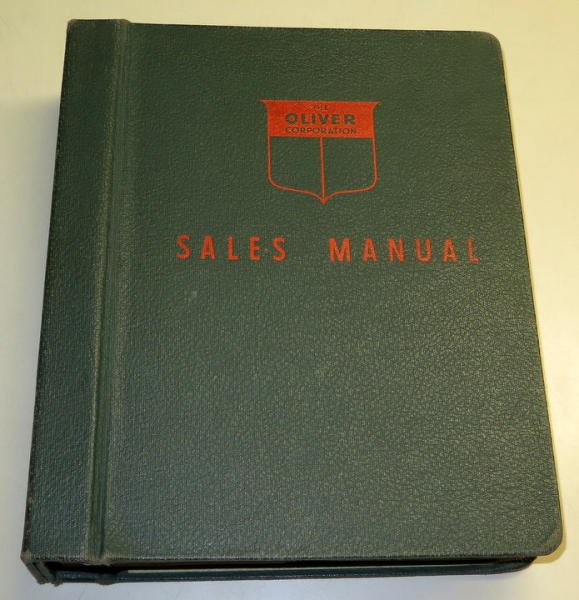 THE
OLIVER
CORPORATION
SALES MANUAL